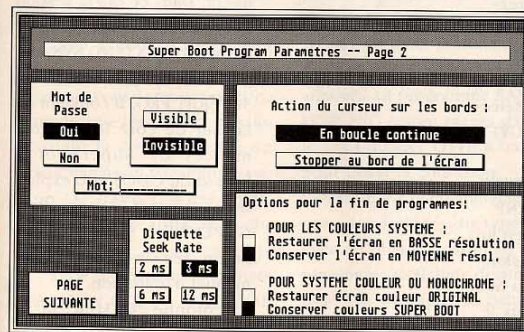 Super Boot Program Parametres -- Page 2
Mot de
Passe
Oui
Non
Visible
Invisible
Mot:
Action du curseur sur les bords :
En boucle continue
Stopper au bord de l'écran
Disquette
Seek Rate
2 ms
3 ms
6 ms
12 ms
PAGE
SUIVANTE
Options pour la fin de programmes:
POUR LES COULEURS SYSTEME :
Restaurer l'écran en BASSE résolution
Conserver l'écran en MOYENNE résol.
POUR SYSTEME COULEUR OU MONOCHROME :
Restaurer écran couleur ORIGINAL
Conserver couleurs SUPER BOOT